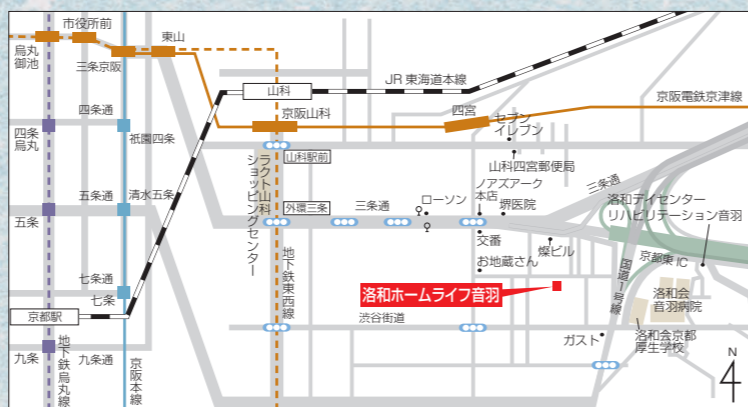 市役所前
東山
烏丸
御池
三条京阪
山科
JR東海道本線
京阪電鉄京津線
四条通
京阪山科
四宮
セブン
イレブン
四条
烏丸
祇園四条
山科駅前
山科四宮郵便局
ラクト山科
ショッピングセンター
三条通
五条通
清水五条
外環三条
三条通
ローソン
ノアズアーク
本店
堺医院
洛和デイセンター
リハビリテーション音羽
五条
交番
燦ビル
京都東IC
お地蔵さん
地下鉄東西線
国道1号線
七条通
七条
洛和ホームライフ音羽
洛和会
音羽病院
京都駅
渋谷街道
ガスト
洛和会京都
厚生学校
九条
九条通
地下鉄烏丸線
京阪本線
N